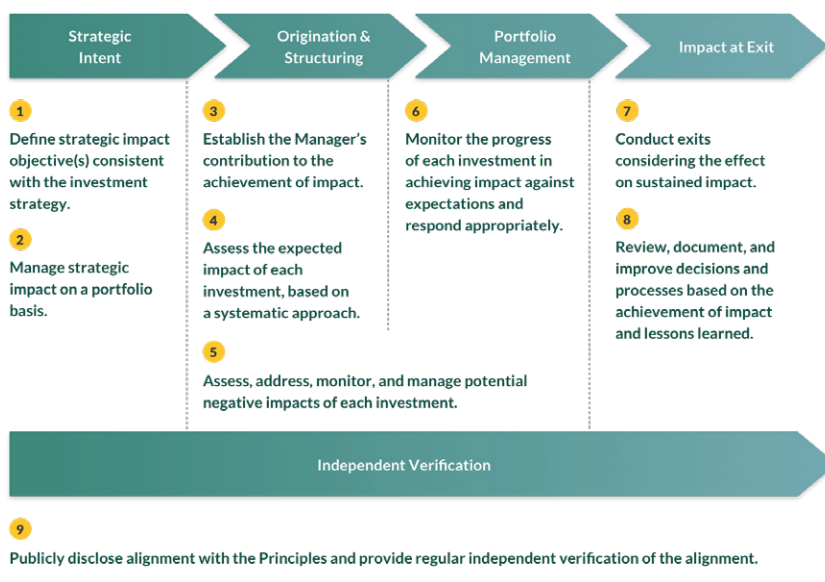 Strategic
Intent
Origination &
Structuring
Portfolio
Management
Impact at Exit
1
Define strategic impact
objective(s) consistent
with the investment
strategy.
2
Manage strategic
impact on a portfolio
basis.
3
Establish the Manager's
contribution to the
achievement of impact.
4
Assess the expected
impact of each
investment, based on
a systematic approach.
5
Assess, address, monitor, and manage potential
negative impacts of each investment.
6
Monitor the progress
of each investment in
achieving impact against
expectations and
respond appropriately.
7
Conduct exits
considering the effect
on sustained impact.
8
Review, document, and
improve decisions and
processes based on the
achievement of impact
and lessons learned.
Independent Verification
9
Publicly disclose alignment with the Principles and provide regular independent verification of the alignment.